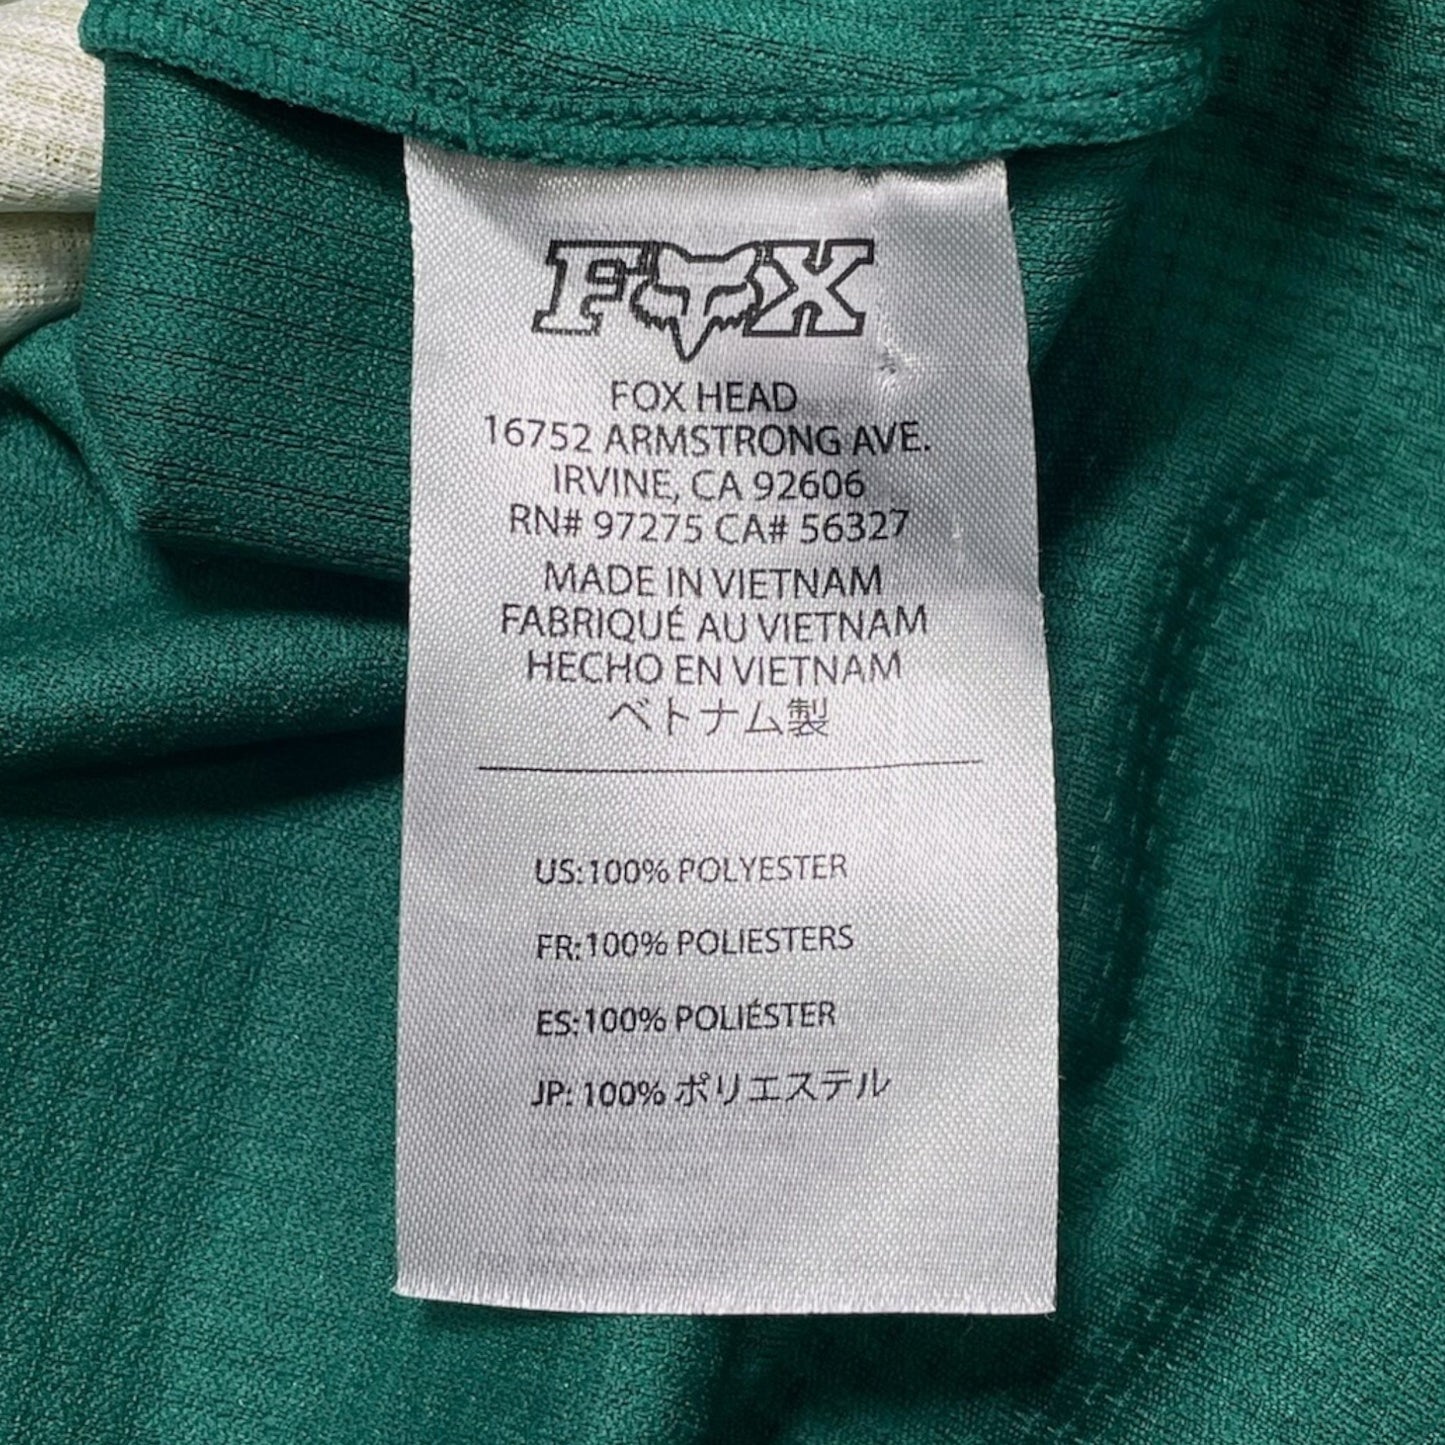 FOX
FOX HEAD
16752 ARMSTRONG AVE.
IRVINE, CA 92606
RN# 97275 CA# 56327
MADE IN VIETNAM
FABRIQUÉ AU VIETNAM
HECHO EN VIETNAM
ベトナム製
US:100% POLYESTER
FR:100% POLIESTERS
ES:100% POLIÉSTER
JP: 100% ポリエステル